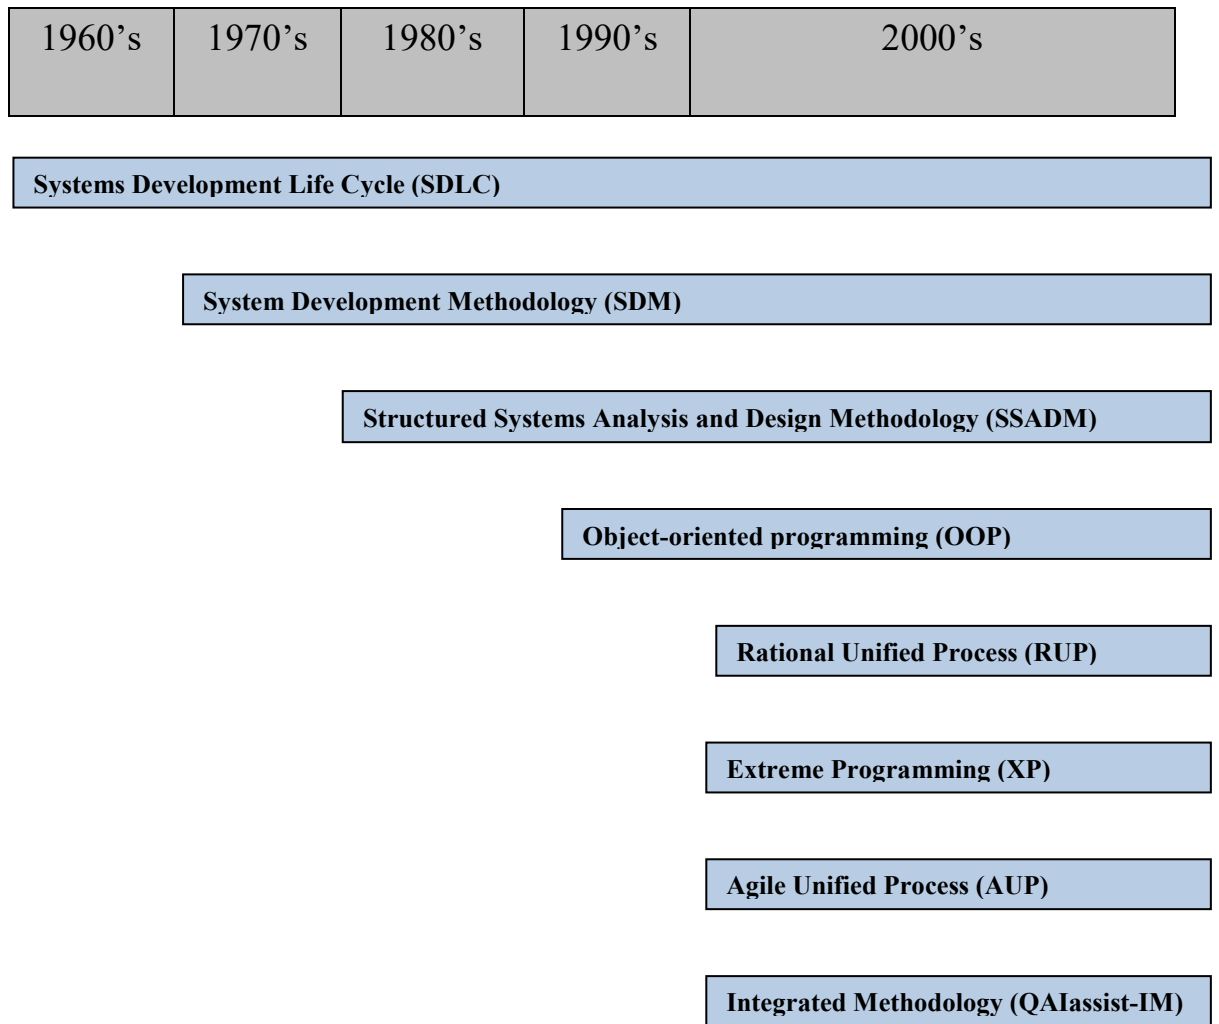 1960’s 1970’s 1980’s 1990’s 2000’s
Systems Development Life Cycle (SDLC)
System Development Methodology (SDM)
Structured Systems Analysis and Design Methodology (SSADM)
Object-oriented programming (OOP)
Rational Unified Process (RUP)
Extreme Programming (XP)
Agile Unified Process (AUP)
Integrated Methodology (QAIassist-IM)